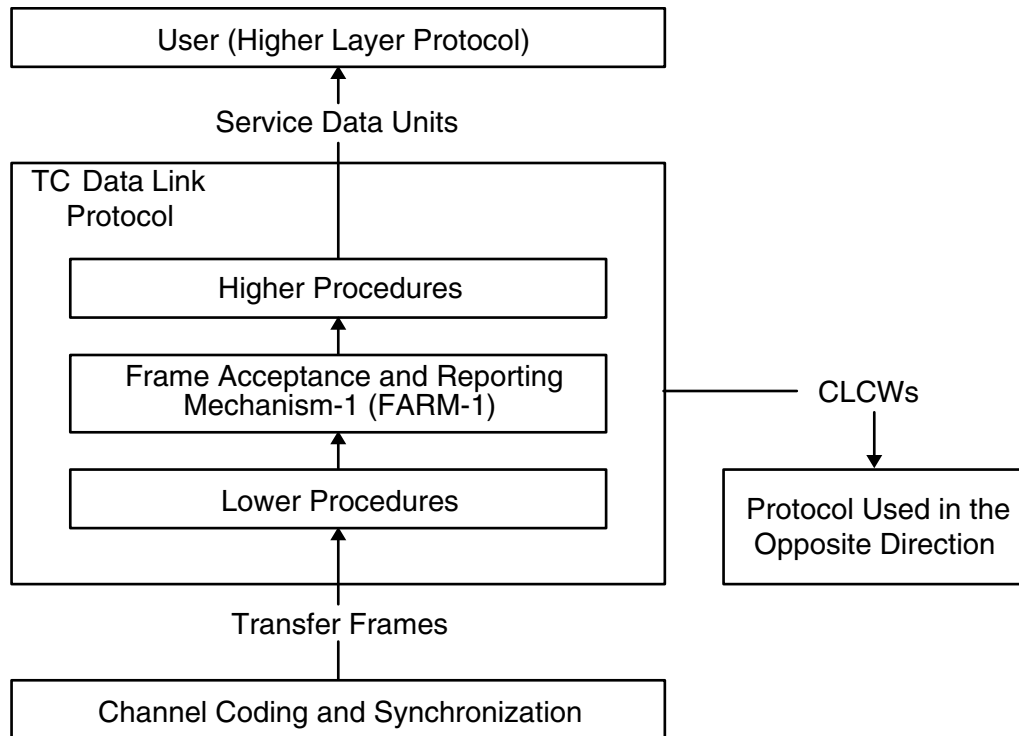 User (Higher Layer Protocol)
Service Data Units
TC Data Link
Protocol
Higher Procedures
Frame Acceptance and Reporting
Mechanism-1 (FARM-1)
CLCWs
Lower Procedures
Protocol Used in the
Opposite Direction
Transfer Frames
Channel Coding and Synchronization